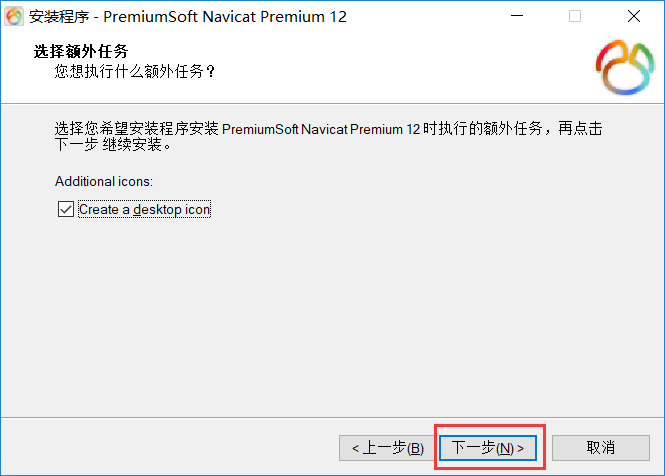 安装程序 - PremiumSoft Navicat Premium 12
选择额外任务
您想执行什么额外任务？
选择您希望安装程序安装 PremiumSoft Navicat Premium 12 时执行的额外任务，再点击
下一步 继续安装。
Additional icons:
Create a desktop icon
< 上一步(B) 下一步(N) > 取消